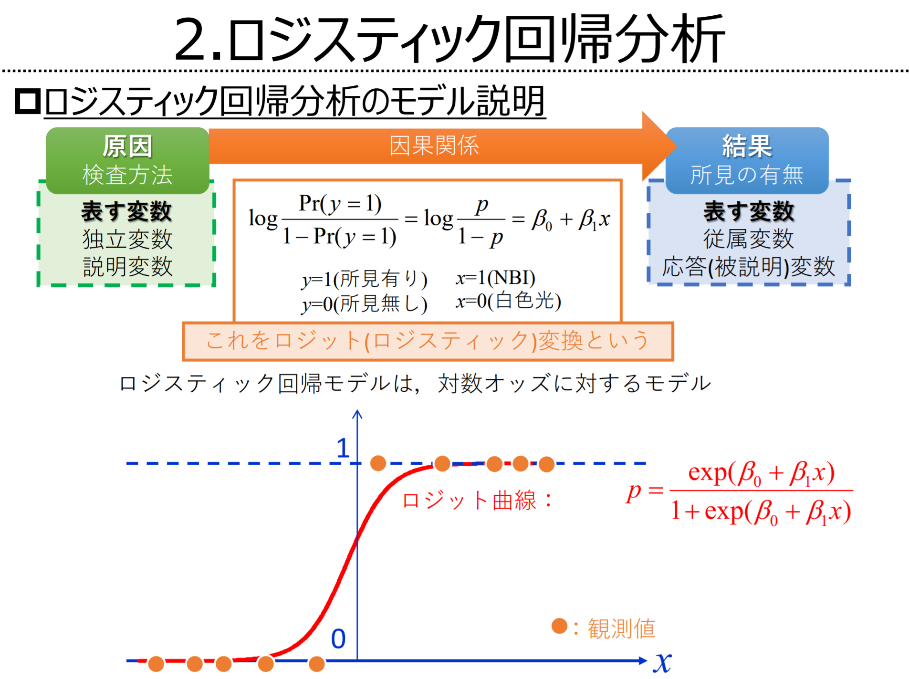 2.ロジスティック回帰分析
ロジスティック回帰分析のモデル説明
原因
検査方法
因果関係
結果
所見の有無
表す変数
独立変数
説明変数
log Pr(y = 1) / 1 − Pr(y = 1) = log p / 1 − p = β₀ + β₁x
y=1(所見有り) x=1(NBI)
y=0(所見無し) x=0(白色光)
表す変数
従属変数
応答(被説明)変数
これをロジット(ロジスティック)変換という
ロジスティック回帰モデルは，対数オッズに対するモデル
1
ロジット曲線：
p = exp(β₀ + β₁x) / 1 + exp(β₀ + β₁x)
0
：観測値
x